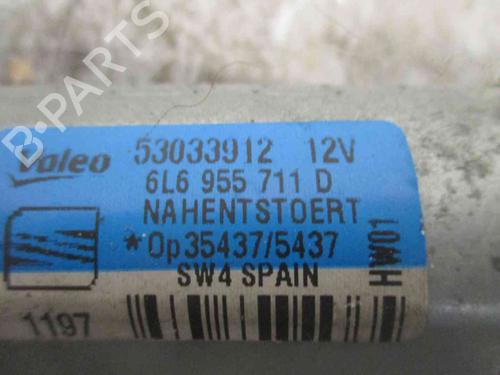 B-PARTS
Valeo 53033912 12V
6L6 955 711 D
NAHENTSTOERT
*Op35437/5437
SW4 SPAIN
HW01
1197